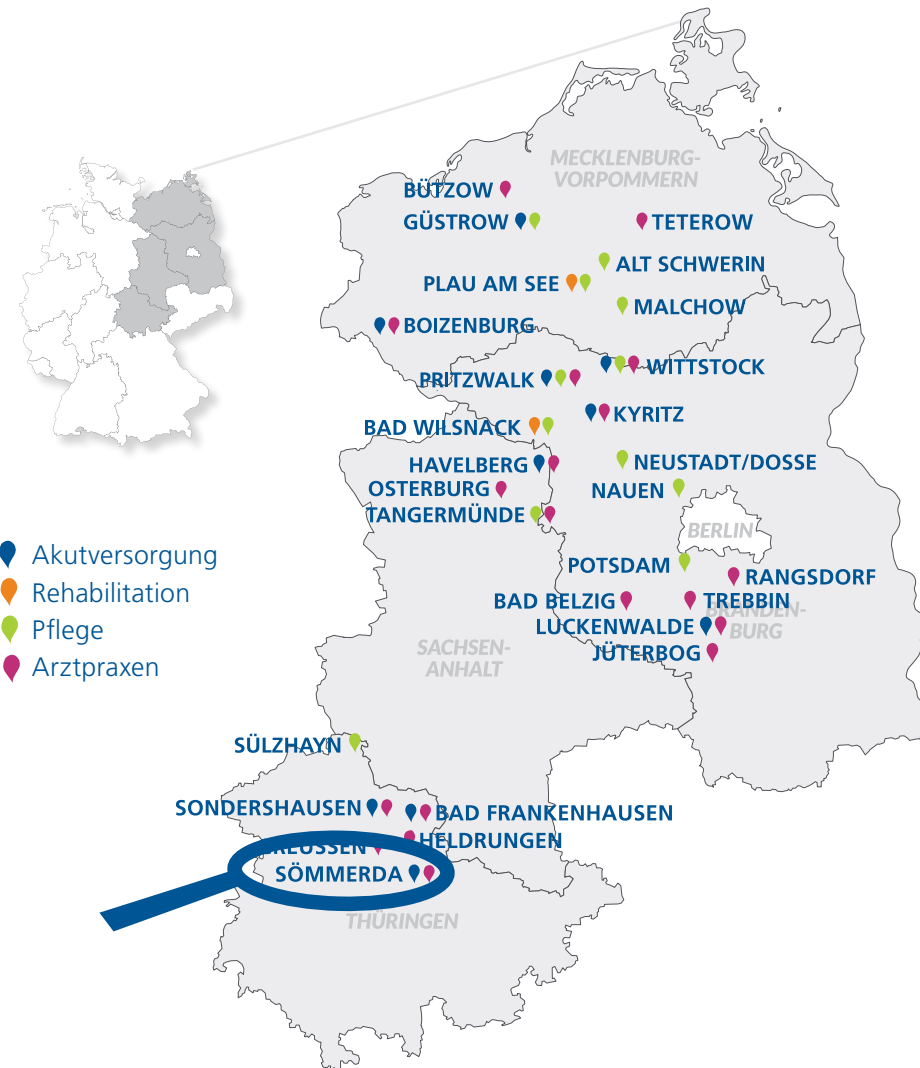 MECKLENBURG-
VORPOMMERN
BÜTZOW
GÜSTROW
TETEROW
ALT SCHWERIN
PLAU AM SEE
MALCHOW
BOIZENBURG
WITTSTOCK
PRITZWALK
KYRITZ
BAD WILSNACK
HAVELBERG
NEUSTADT/DOSSE
OSTERBURG
NAUEN
TANGERMÜNDE
BERLIN
Akutversorgung
Rehabilitation
Pflege
Arztpraxen
POTSDAM
RANGSDORF
BAD BELZIG
TREBBIN
BRANDEN-
BURG
LUCKENWALDE
JÜTERBOG
SACHSEN-
ANHALT
SÜLZHAYN
SONDERSHAUSEN
BAD FRANKENHAUSEN
HELDRUNGEN
SÖMMERDA
THÜRINGEN